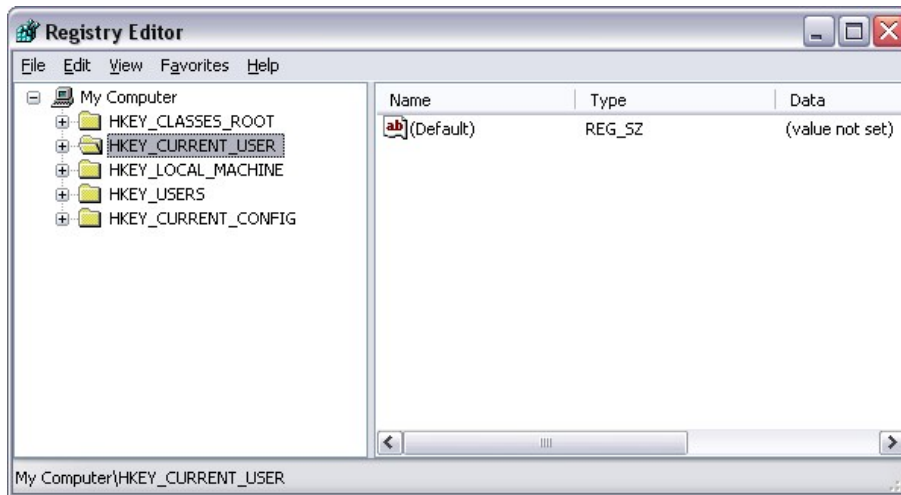 Registry Editor
File Edit View Favorites Help
My Computer
HKEY_CLASSES_ROOT
HKEY_CURRENT_USER
HKEY_LOCAL_MACHINE
HKEY_USERS
HKEY_CURRENT_CONFIG
Name Type Data
ab (Default) REG_SZ (value not set)
My Computer\HKEY_CURRENT_USER